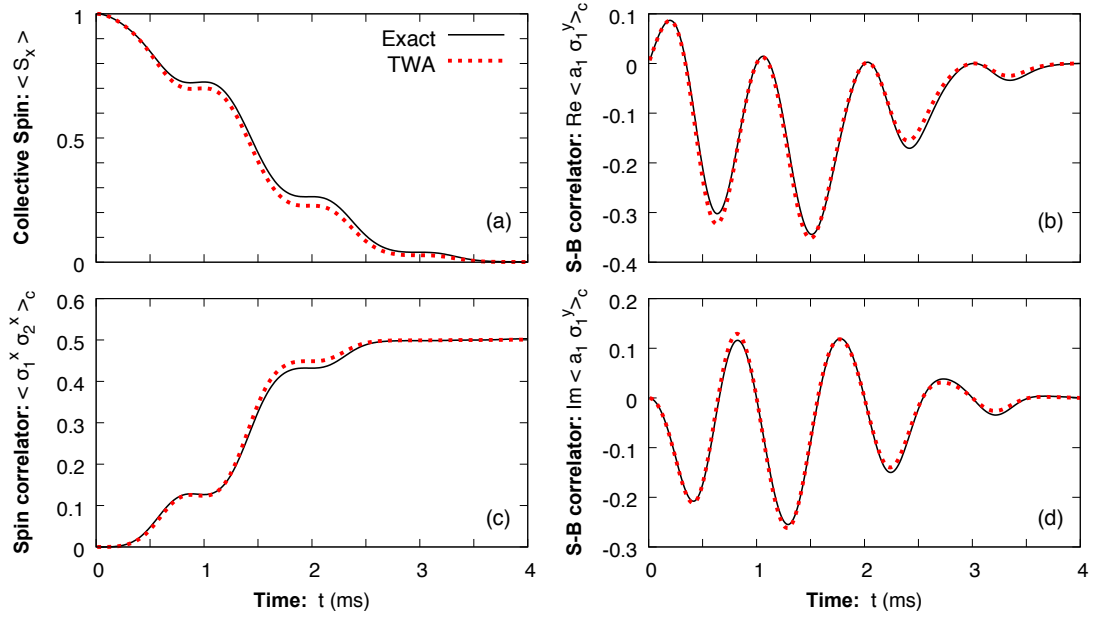 Collective Spin: < S_x >
1
0.5
0
Exact
TWA
(a)
S-B correlator: Re < a_1 σ_1^y >_c
0.1
0
-0.1
-0.2
-0.3
-0.4
(b)
Spin correlator: < σ_1^x σ_2^x >_c
0.6
0.5
0.4
0.3
0.2
0.1
0
(c)
0 1 2 3 4
Time: t (ms)
S-B correlator: Im < a_1 σ_1^y >_c
0.2
0.1
0
-0.1
-0.2
-0.3
(d)
0 1 2 3 4
Time: t (ms)